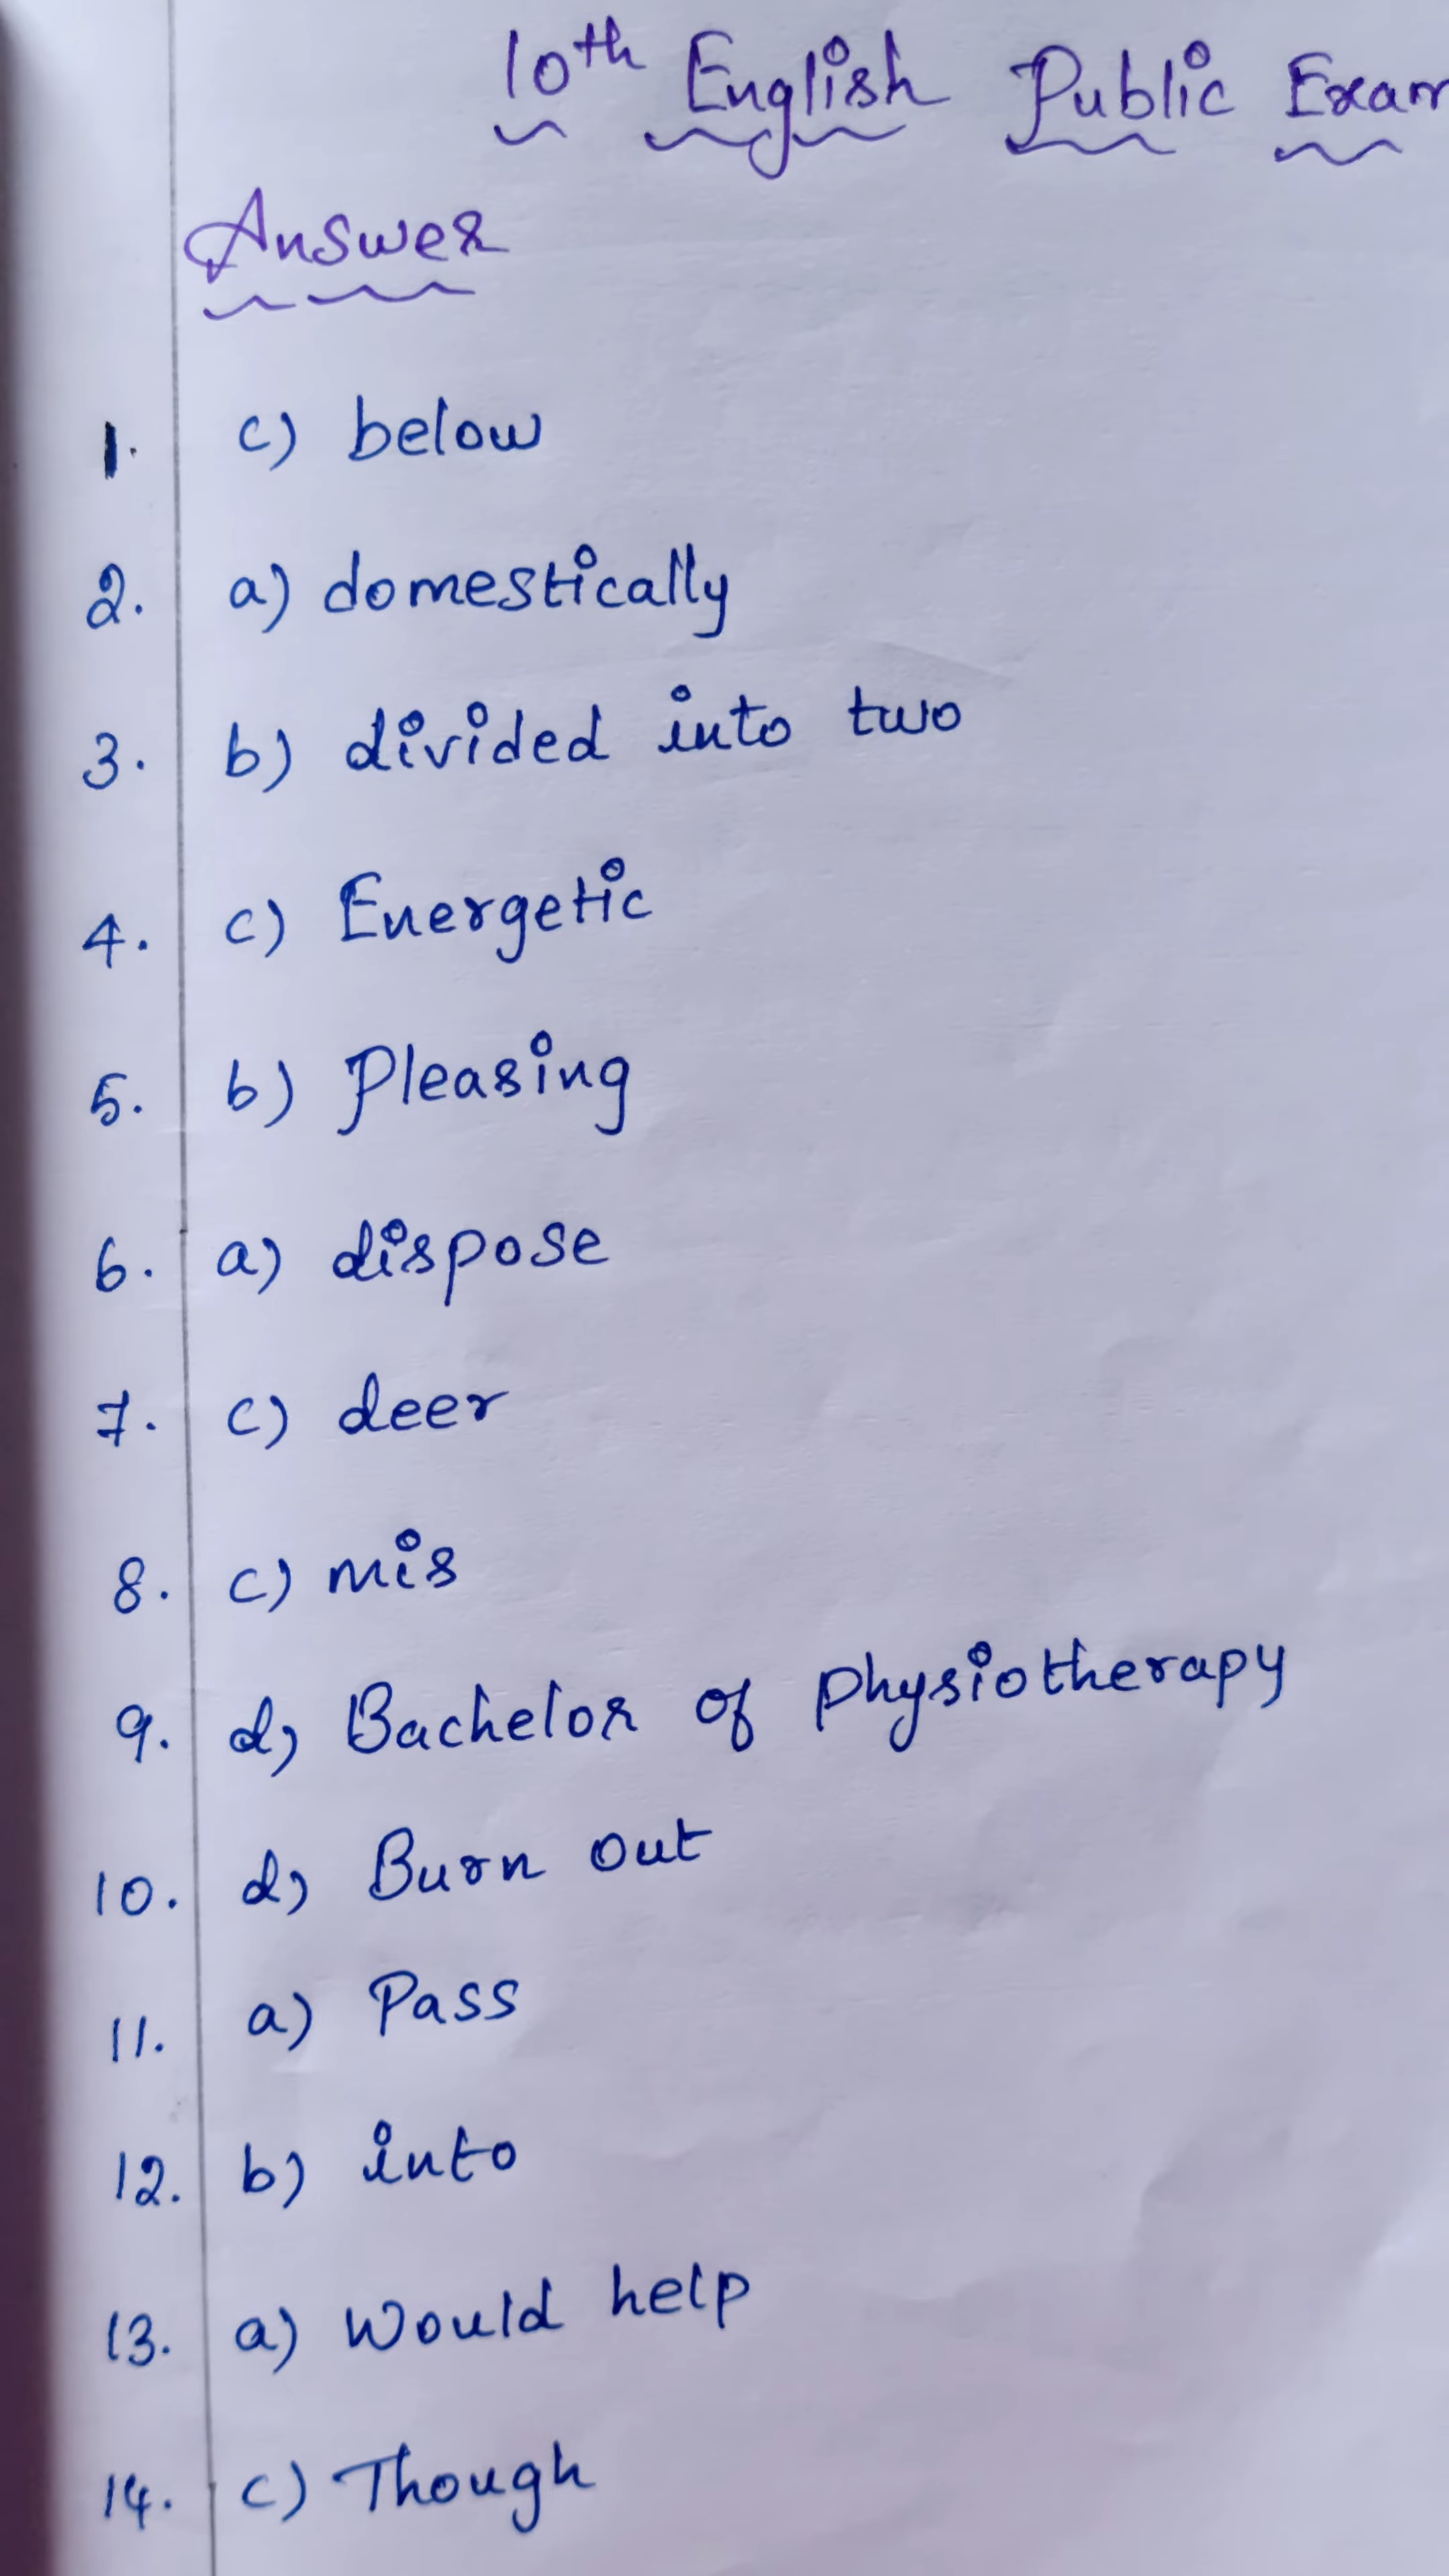 10th English Public Exam
Answer
1. c) below
2. a) domestically
3. b) divided into two
4. c) Energetic
5. b) Pleasing
6. a) dispose
7. c) deer
8. c) mis
9. d) Bachelor of Physiotherapy
10. d) Burn out
11. a) Pass
12. b) into
13. a) Would help
14. c) Though